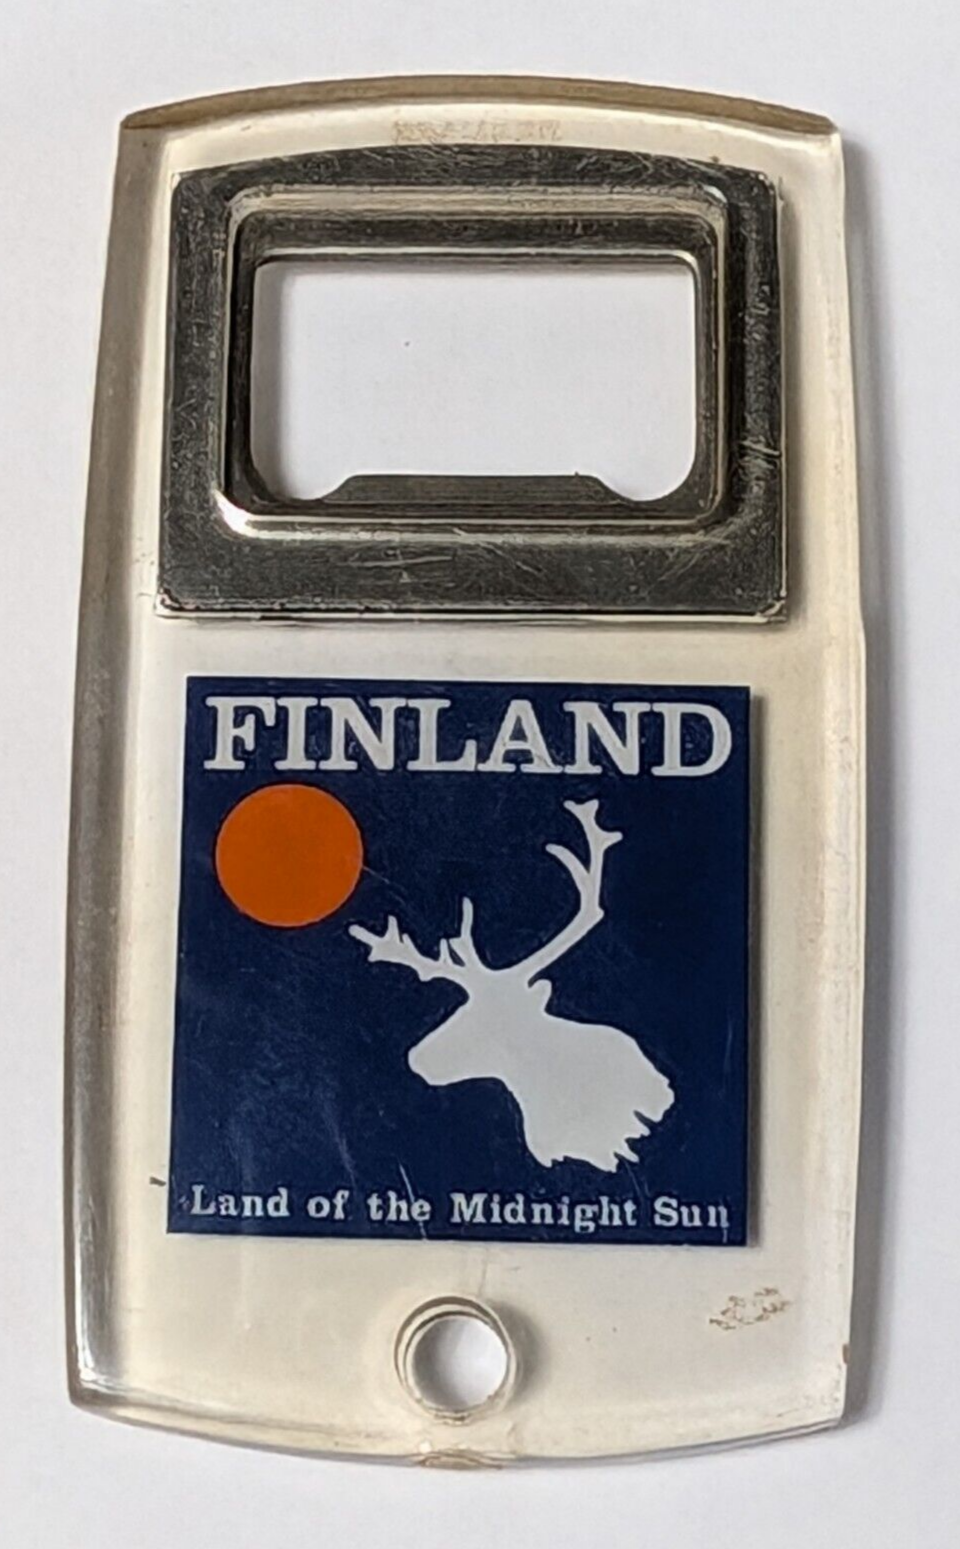 FINLAND
Land of the Midnight Sun